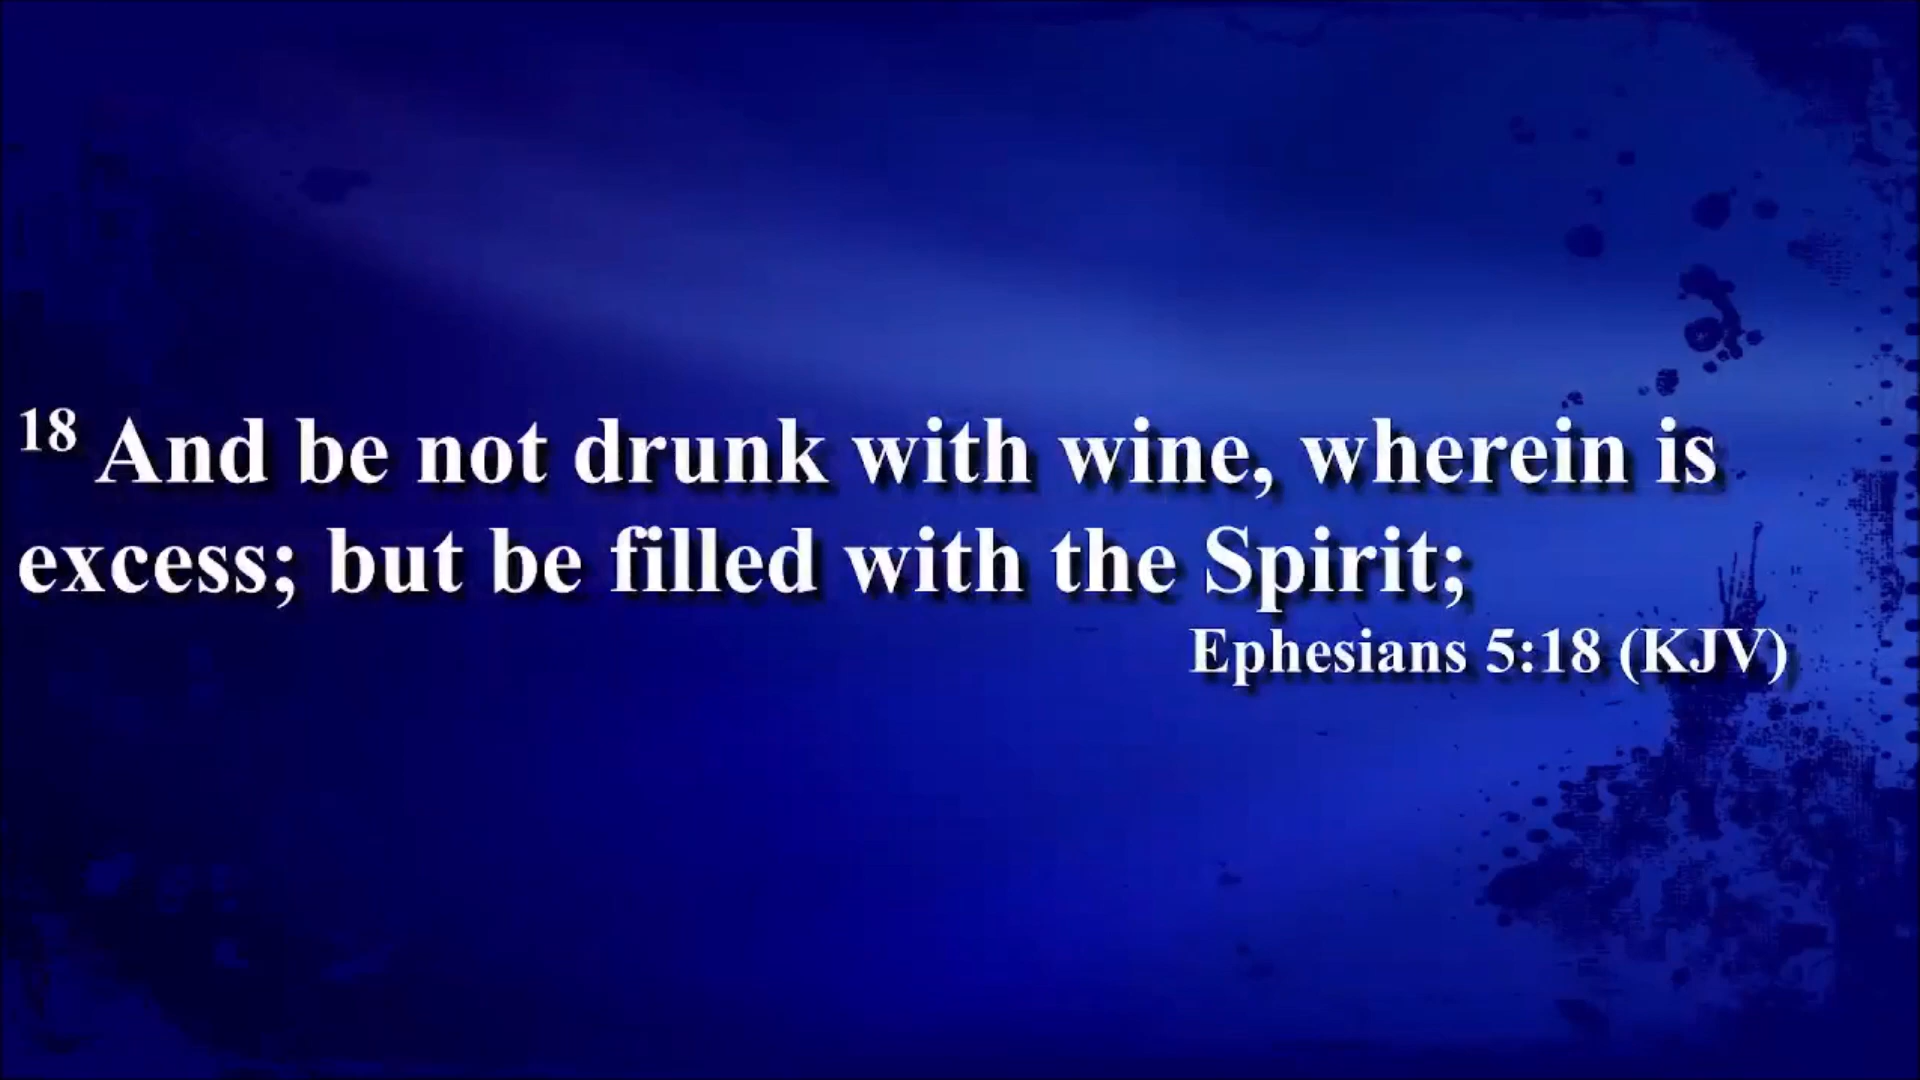 18 And be not drunk with wine, wherein is
excess; but be filled with the Spirit;
Ephesians 5:18 (KJV)